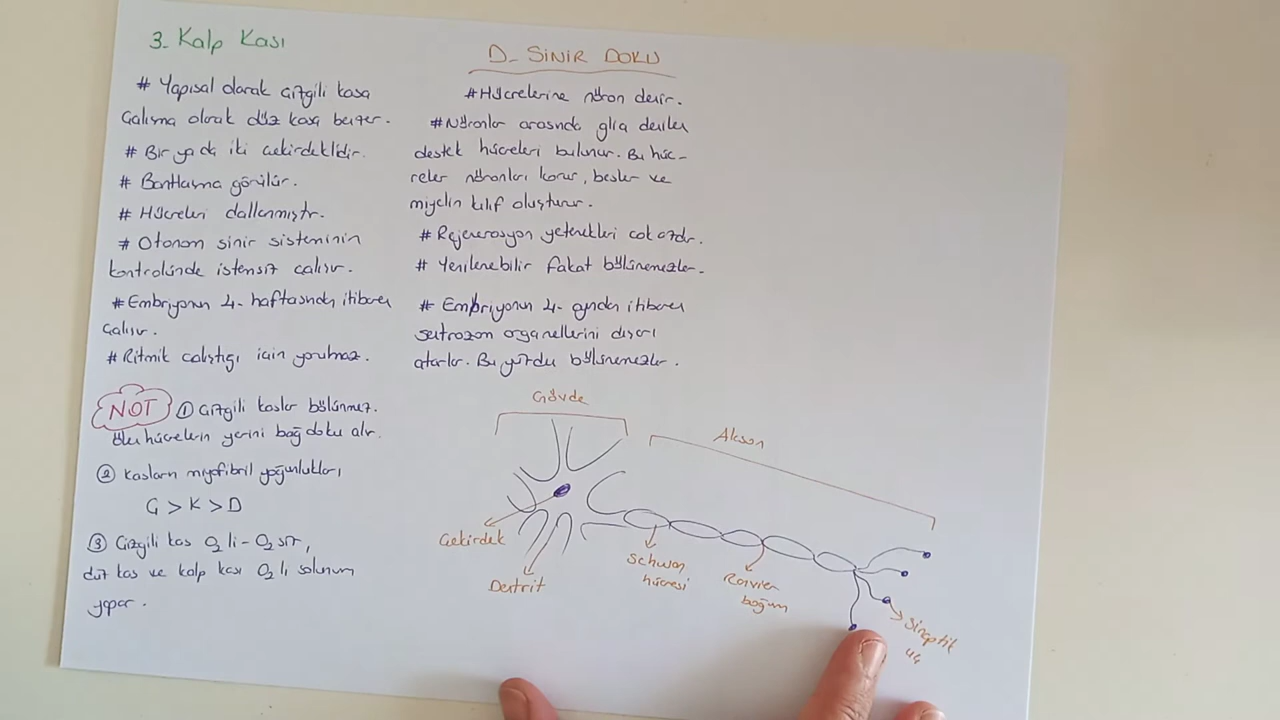 3- Kalp Kası
# Yapısal olarak çizgili kasa
çalışma olarak düz kasa benzer.
# Bir ya da iki çekirdeklidir.
# Bantlaşma görülür.
# Hücreleri dallanmıştır.
# Otonom sinir sisteminin
kontrolünde istemsiz çalışır.
# Embriyonun 4. haftasından itibaren
çalışır.
# Ritmik çalıştığı için yorulmaz.
NOT ① Çizgili kaslar bölünmez.
Ölen hücrelerin yerini bağ doku alır.
② Kasların miyofibril yoğunlukları,
Ç > K > D
③ Çizgili kas O2 li - O2 siz,
düz kas ve kalp kası O2 li solunum
yapar.
D- SİNİR DOKU
# Hücrelerine nöron denir.
# Nöronlar arasında glia denilen
destek hücreleri bulunur. Bu hüc-
reler nöronları korur, besler ve
miyelin kılıf oluşturur.
# Rejenerasyon yetenekleri çok azdır.
# Yenilenebilir fakat bölünemezler.
# Embriyonun 4. ayından itibaren
sentrozom organellerini dışarı
atarlar. Bu yüzden bölünemezler.
Gövde
Akson
Çekirdek
Dentrit
Schwan
hücresi
Ranvier
boğum
Sinaptik
uç